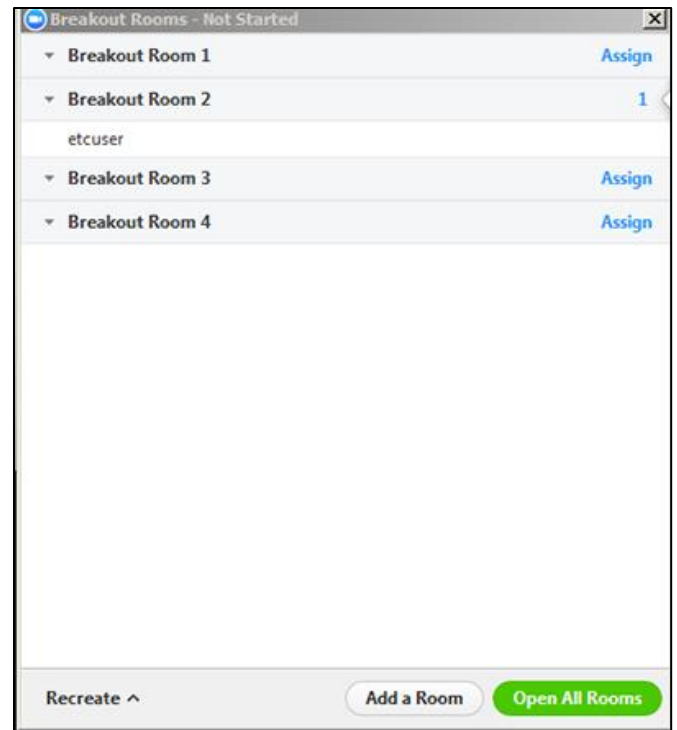 Breakout Rooms - Not Started
Breakout Room 1 Assign
Breakout Room 2 1
etcuser
Breakout Room 3 Assign
Breakout Room 4 Assign
Recreate Add a Room Open All Rooms